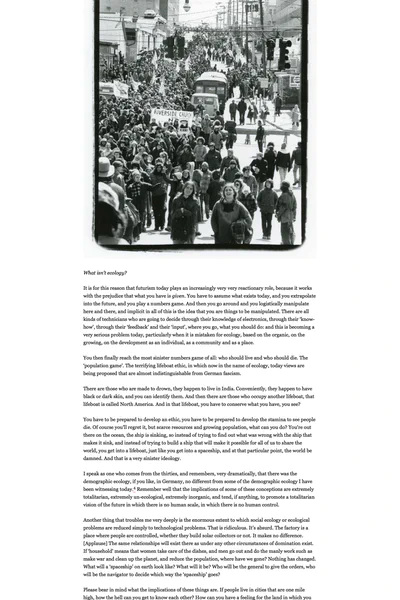 RIVERSIDE
What isn't ecology?
It is for this reason that futurism today plays an increasingly very very reactionary role, because it works
with the prejudice that what you have is given. You have to assume what exists today, and you extrapolate
into the future, and you play a numbers game. And then you go around and you logistically manipulate
here and there, and implicit in all of this is the idea that you are things to be manipulated. There are all
kinds of technicians who are going to decide through their knowledge of electronics, through their 'know-
how', through their 'feedback' and their 'input', where you go, what you should do: and this is becoming a
very serious problem today, particularly when it is mistaken for ecology, based on the organic, on the
growing, on the development as an individual, as a community and as a place.
You then finally reach the most sinister numbers game of all: who should live and who should die. The
'population game'. The terrifying lifeboat ethic, in which now in the name of ecology, today views are
being proposed that are almost indistinguishable from German fascism.
There are those who are made to drown, they happen to live in India. Conveniently, they happen to have
black or dark skin, and you can identify them. And then there are those who occupy another lifeboat, that
lifeboat is called North America. And in that lifeboat, you have to conserve what you have, you see?
You have to be prepared to develop an ethic, you have to be prepared to develop the stamina to see people
die. Of course you'll regret it, but scarce resources and growing population, what can you do? You're out
there on the ocean, the ship is sinking, so instead of trying to find out what was wrong with the ship that
makes it sink, and instead of trying to build a ship that will make it possible for all of us to share the
world, you get into a lifeboat, just like you get into a spaceship, and at that particular point, the world be
damned. And that is a very sinister ideology.
I speak as one who comes from the thirties, and remembers, very dramatically, that there was the
demographic ecology, if you like, in Germany, no different from some of the demographic ecology I have
been witnessing today. Remember well that the implications of some of these conceptions are extremely
totalitarian, extremely un-ecological, extremely inorganic, and tend, if anything, to promote a totalitarian
vision of the future in which there is no human scale, in which there is no human control.
Another thing that troubles me very deeply is the enormous extent to which social ecology or ecological
problems are reduced simply to technological problems. That is ridiculous. It's absurd. The factory is a
place where people are controlled, whether they build solar collectors or not. It makes no difference.
[Applause] The same relationships will exist there as under any other circumstances of domination exist.
If 'household' means that women take care of the dishes, and men go out and do the manly work such as
make war and clean up the planet, and reduce the population, where have we gone? Nothing has changed.
What will a 'spaceship' on earth look like? What will it be? Who will be the general to give the orders, who
will be the navigator to decide which way the 'spaceship' goes?
Please bear in mind what the implications of these things are. If people live in cities that are one mile
high, how the hell can you get to know each other? How can you have a feeling for the land in which you